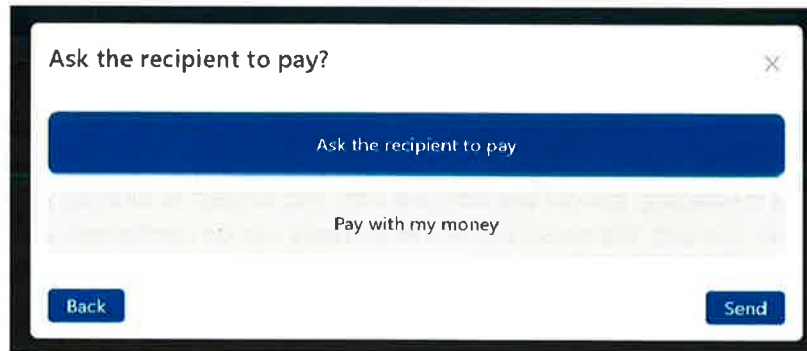 Ask the recipient to pay?
Ask the recipient to pay
Pay with my money
Back
Send